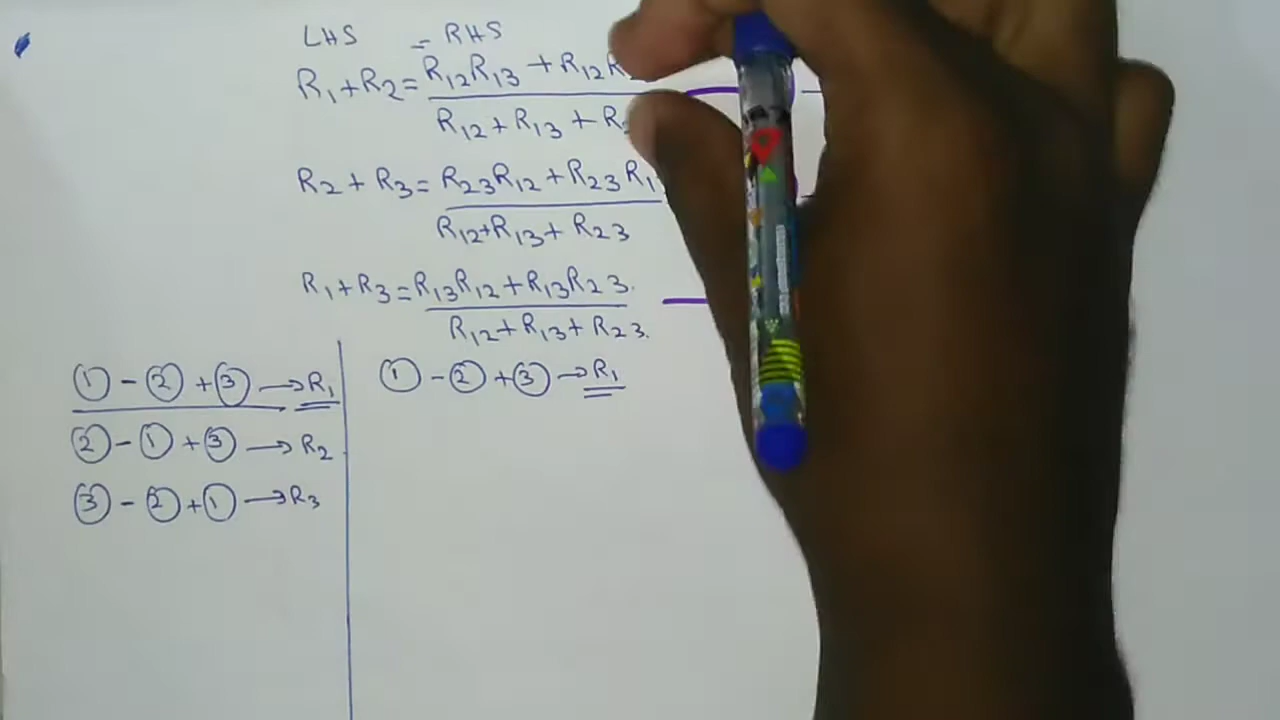 LHS = RHS
R₁+R₂ = R₁₂R₁₃ + R₁₂R
R₁₂+R₁₃ + R
R₂ + R₃ = R₂₃R₁₂ + R₂₃R₁
R₁₂+R₁₃+ R₂₃
R₁+R₃ = R₁₃R₁₂ + R₁₃R₂₃.
R₁₂+R₁₃+R₂₃.
① - ② + ③ → R₁
② - ① + ③ → R₂
③ - ② + ① → R₃
① - ② + ③ → R₁